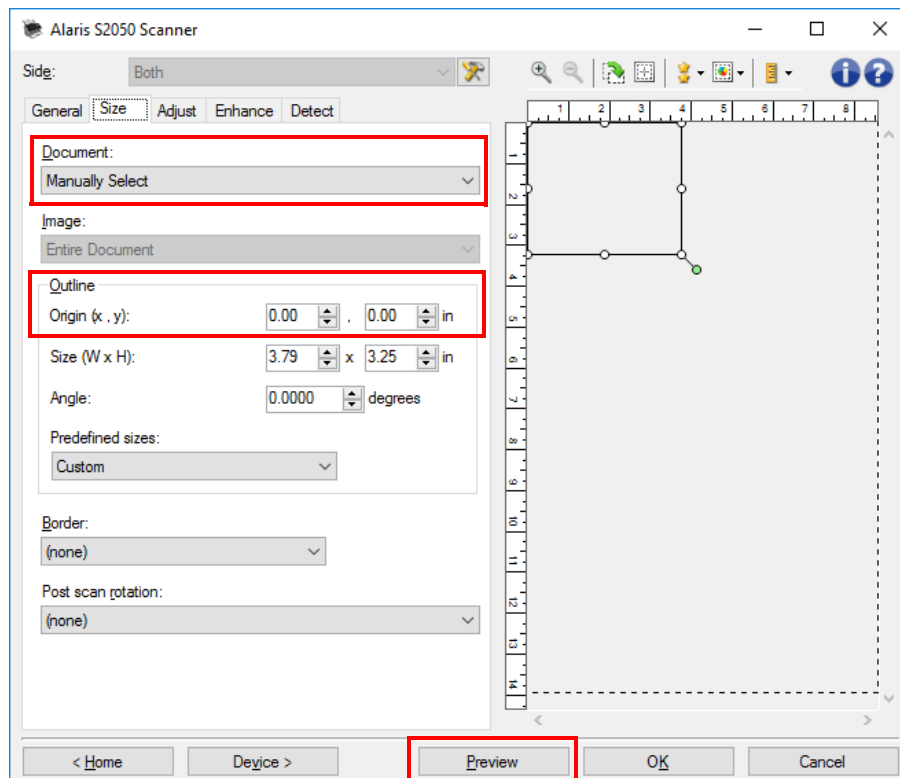 Alaris S2050 Scanner
Side: Both
General Size Adjust Enhance Detect
1 2 3 4 5 6 7 8
Document:
Manually Select
Image:
Entire Document
Outline
Origin (x , y): 0.00 , 0.00 in
Size (W x H): 3.79 x 3.25 in
Angle: 0.0000 degrees
Predefined sizes:
Custom
Border:
(none)
Post scan rotation:
(none)
1
2
3
4
5
6
7
8
9
10
11
12
13
14
< Home Device > Preview OK Cancel